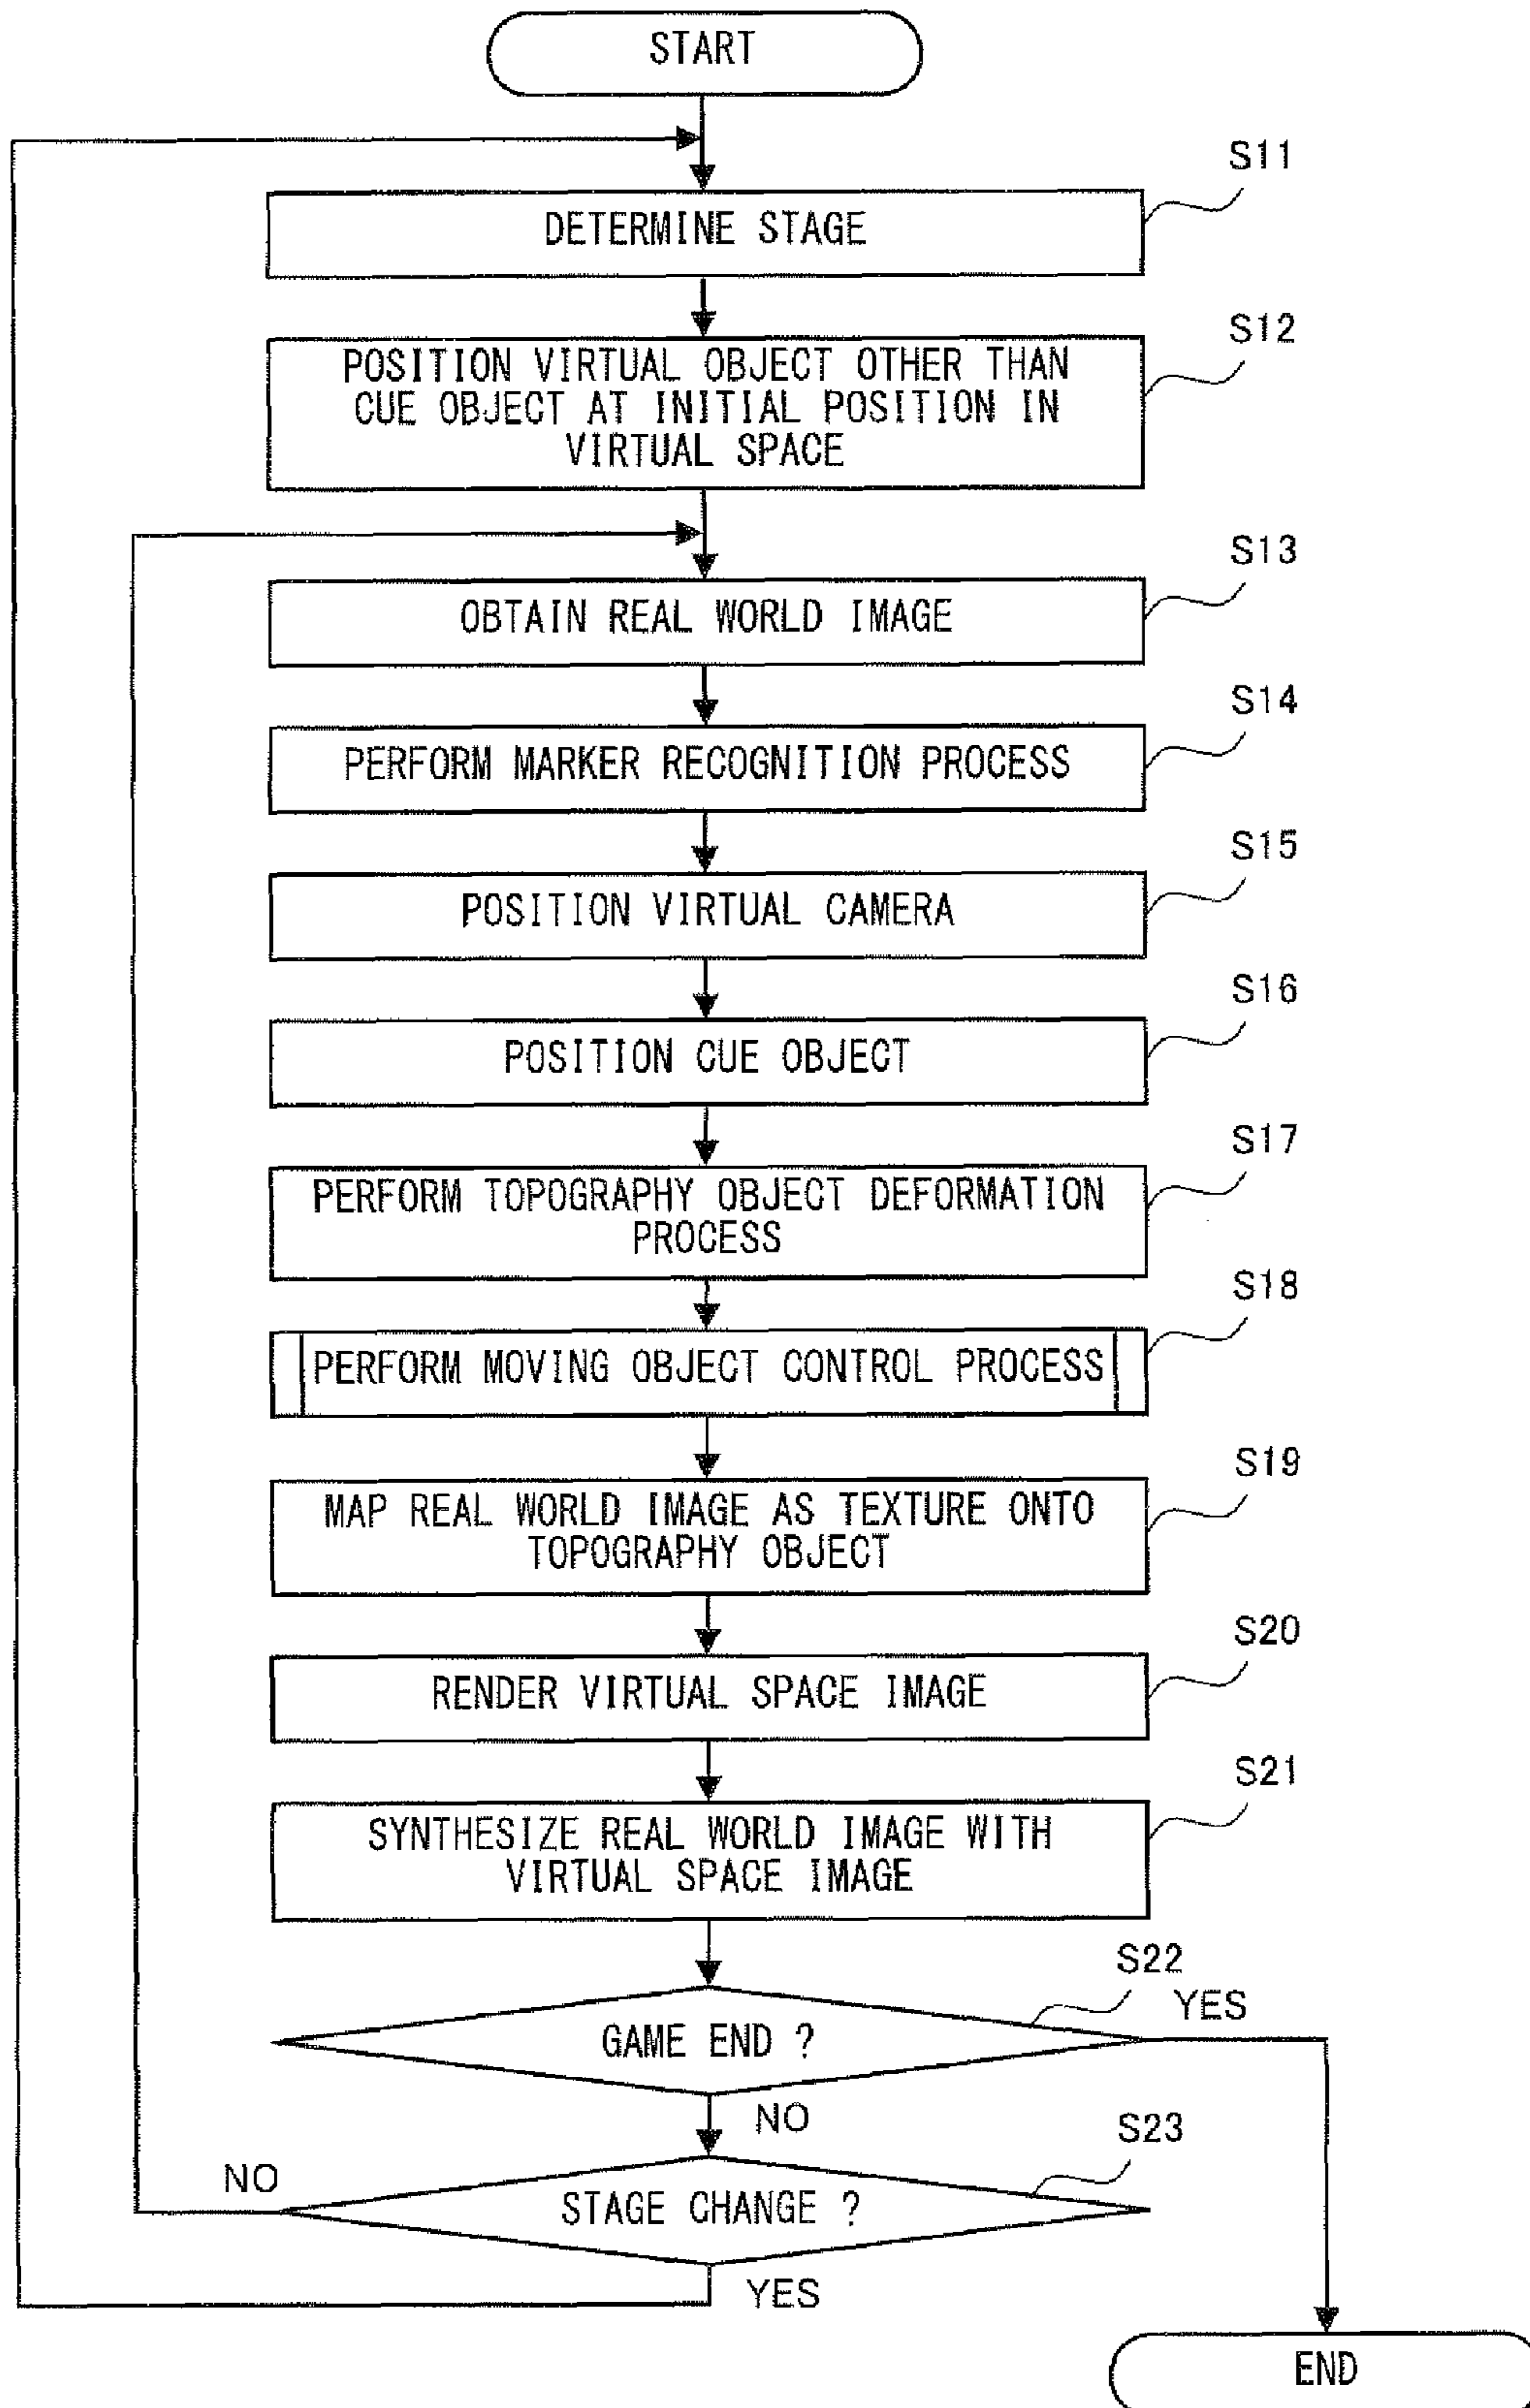 START
S11
DETERMINE STAGE
S12
POSITION VIRTUAL OBJECT OTHER THAN
CUE OBJECT AT INITIAL POSITION IN
VIRTUAL SPACE
S13
OBTAIN REAL WORLD IMAGE
S14
PERFORM MARKER RECOGNITION PROCESS
S15
POSITION VIRTUAL CAMERA
S16
POSITION CUE OBJECT
S17
PERFORM TOPOGRAPHY OBJECT DEFORMATION
PROCESS
S18
PERFORM MOVING OBJECT CONTROL PROCESS
S19
MAP REAL WORLD IMAGE AS TEXTURE ONTO
TOPOGRAPHY OBJECT
S20
RENDER VIRTUAL SPACE IMAGE
S21
SYNTHESIZE REAL WORLD IMAGE WITH
VIRTUAL SPACE IMAGE
S22
YES
GAME END ?
NO
S23
NO
STAGE CHANGE ?
YES
END